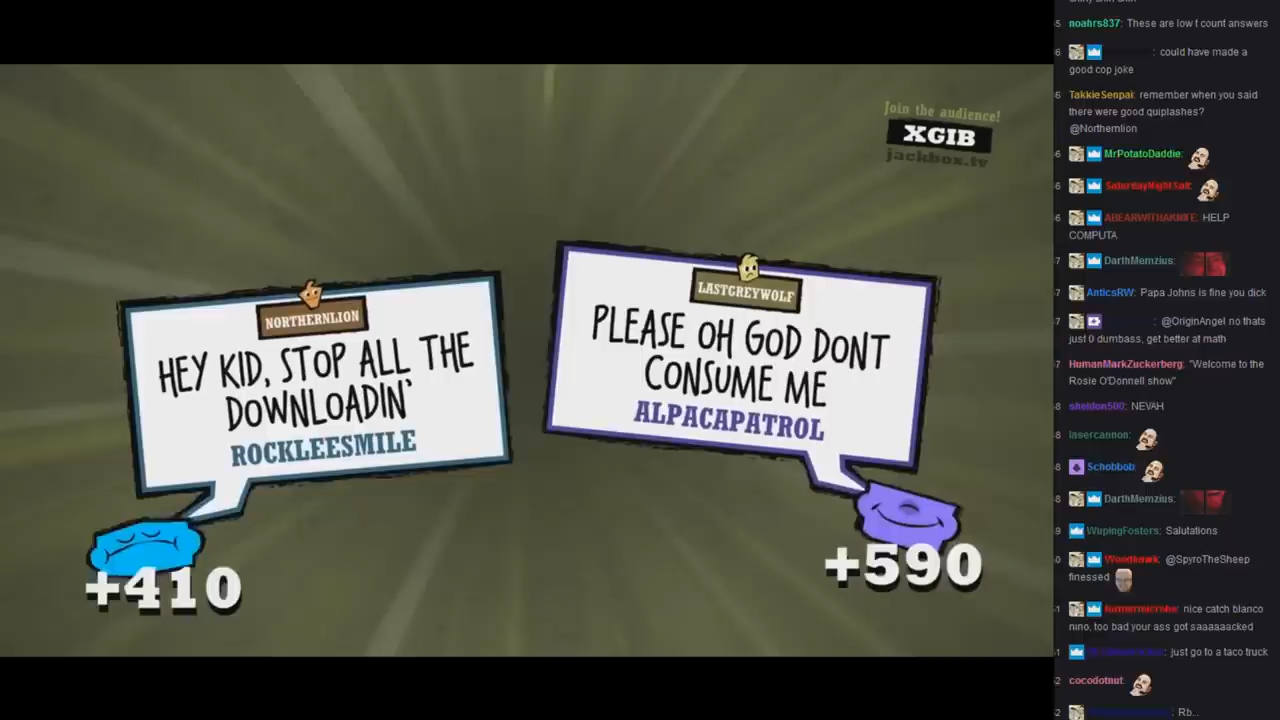 Join the audience!
XGIB
jackbox.tv
NORTHERNLION
HEY KID, STOP ALL THE
DOWNLOADIN'
ROCKLEESMILE
+410
LASTGREYWOLF
PLEASE OH GOD DONT
CONSUME ME
ALPACAPATROL
+590
noahrs837: These are low t count answers
: could have made a
good cop joke
TakkieSenpai: remember when you said
there were good quiplashes?
@Northernlion
MrPotatoDaddie:
SaturdayNightSalt:
ABEARWITHAKNIFE: HELP
COMPUTA
DarthMemzius:
AnticsRW: Papa Johns is fine you dick
: @OriginAngel no thats
just 0 dumbass, get better at math
HumanMarkZuckerberg: "Welcome to the
Rosie O'Donnell show"
sheldon500: NEVAH
lasercannon:
Schobbob:
DarthMemzius:
WupingFosters: Salutations
Woodhawk: @SpyroTheSheep
finessed
: nice catch blanco
nino, too bad your ass got saaaaaacked
: just go to a taco truck
cocodotnut:
: Rb...